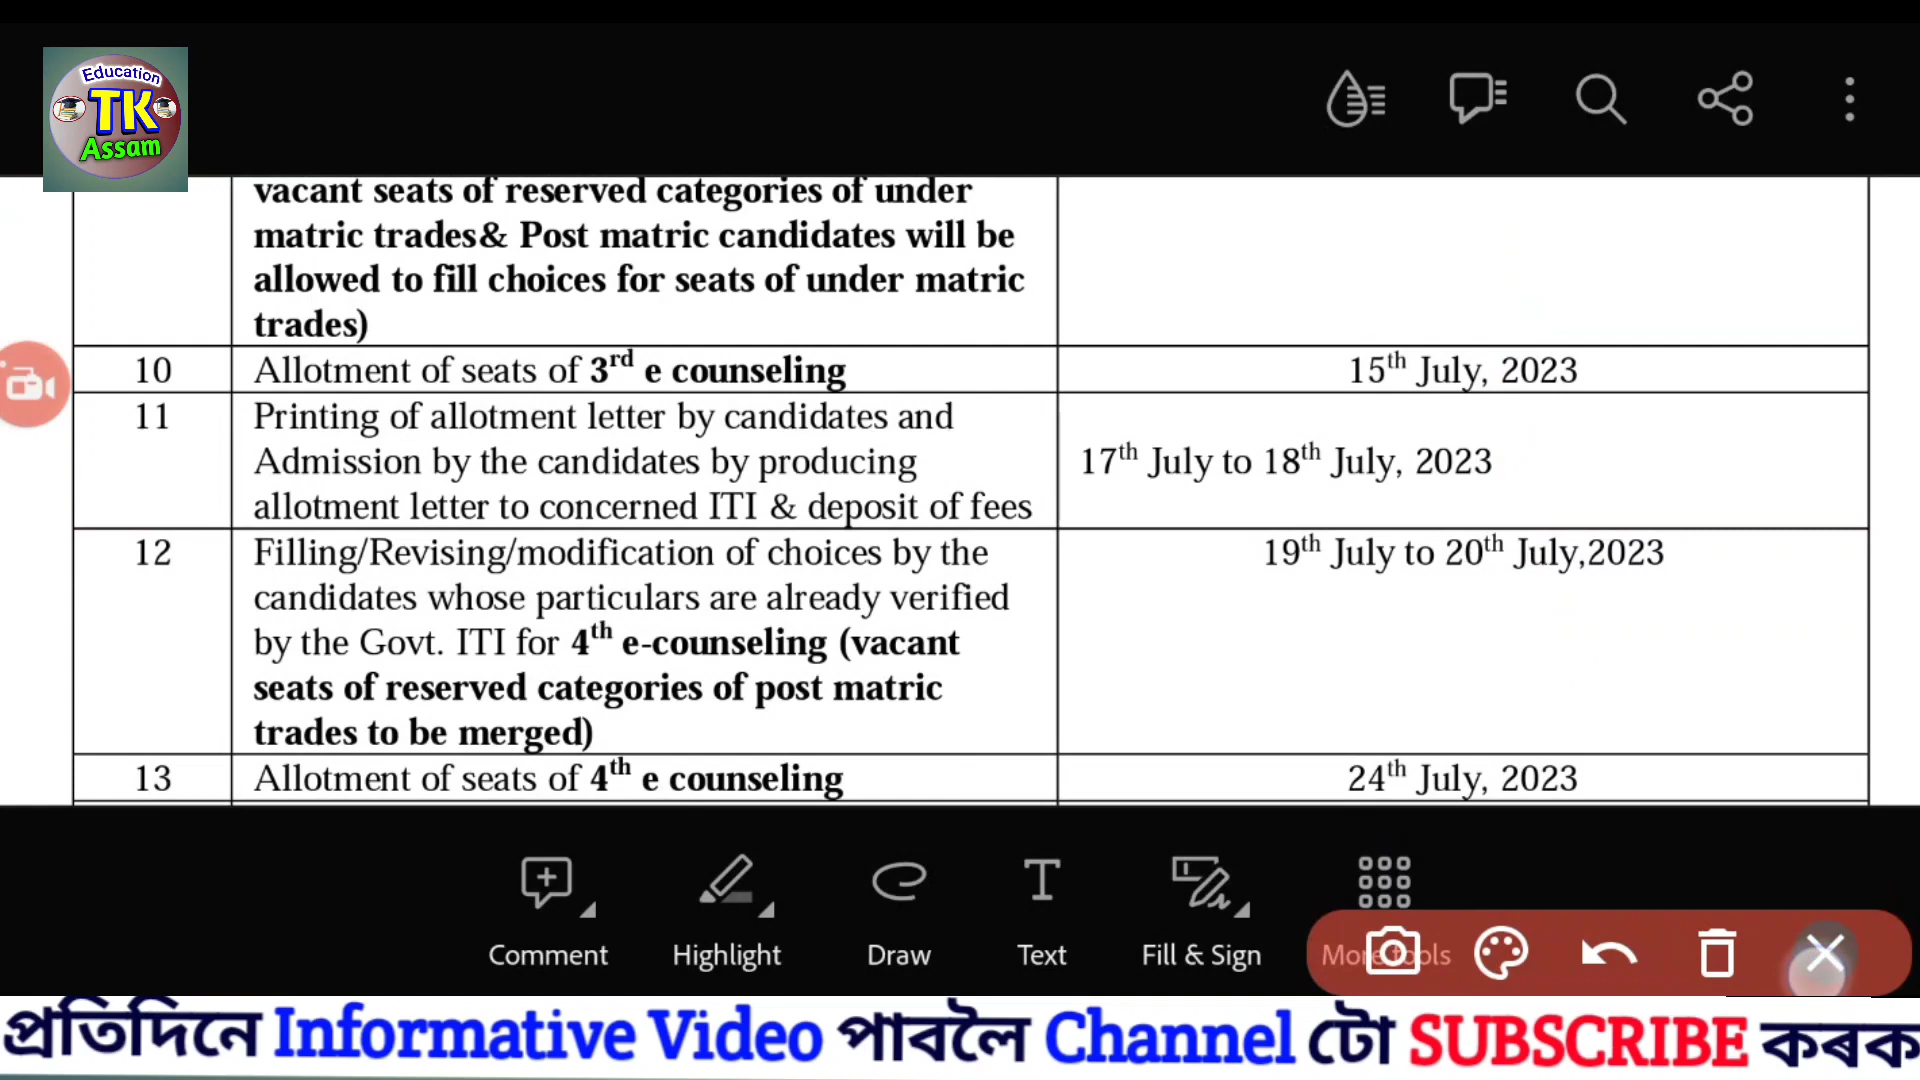 Education
TK
Assam
vacant seats of reserved categories of under
matric trades& Post matric candidates will be
allowed to fill choices for seats of under matric
trades)
10 Allotment of seats of 3rd e counseling 15th July, 2023
11 Printing of allotment letter by candidates and
Admission by the candidates by producing 17th July to 18th July, 2023
allotment letter to concerned ITI & deposit of fees
12 Filling/Revising/modification of choices by the 19th July to 20th July,2023
candidates whose particulars are already verified
by the Govt. ITI for 4th e-counseling (vacant
seats of reserved categories of post matric
trades to be merged)
13 Allotment of seats of 4th e counseling 24th July, 2023
Comment Highlight Draw Text Fill & Sign More tools
প্ৰতিদিনে Informative Video পাবলৈ Channel টো SUBSCRIBE কৰক